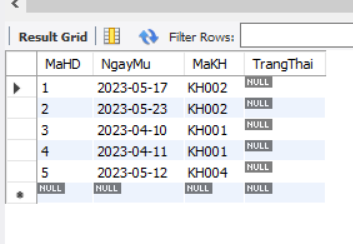 Result Grid Filter Rows:
MaHD NgayMu MaKH TrangThai
1 2023-05-17 KH002 NULL
2 2023-05-23 KH002 NULL
3 2023-04-10 KH001 NULL
4 2023-04-11 KH001 NULL
5 2023-05-12 KH004 NULL
NULL NULL NULL NULL